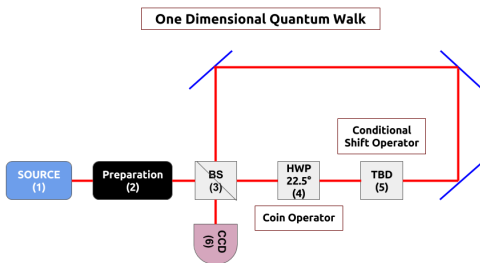 One Dimensional Quantum Walk
Conditional
Shift Operator
SOURCE
(1)
Preparation
(2)
BS
(3)
HWP
22.5°
(4)
TBD
(5)
Coin Operator
CCD
(6)